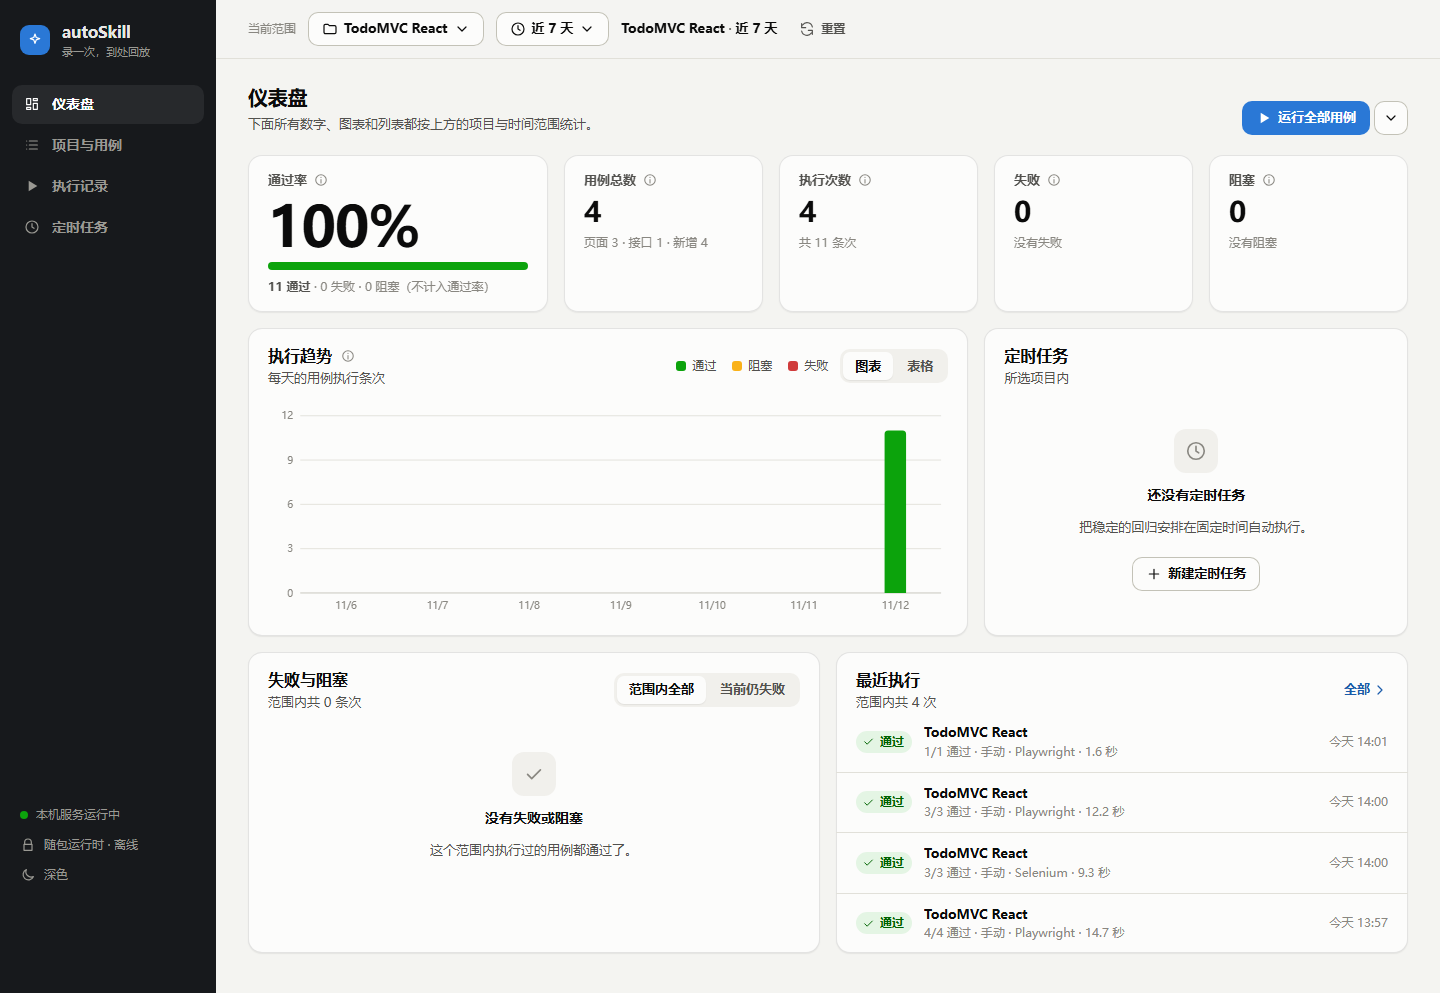 autoSkill
录一次，到处回放
仪表盘
项目与用例
执行记录
定时任务
本机服务运行中
随包运行时 · 离线
深色
当前范围
TodoMVC React
近 7 天
TodoMVC React · 近 7 天
重置
仪表盘
下面所有数字、图表和列表都按上方的项目与时间范围统计。
运行全部用例
通过率
100%
11 通过 · 0 失败 · 0 阻塞（不计入通过率）
用例总数
4
页面 3 · 接口 1 · 新增 4
执行次数
4
共 11 条次
失败
0
没有失败
阻塞
0
没有阻塞
执行趋势
每天的用例执行条次
通过
阻塞
失败
图表
表格
12
9
6
3
0
11/6
11/7
11/8
11/9
11/10
11/11
11/12
定时任务
所选项目内
还没有定时任务
把稳定的回归安排在固定时间自动执行。
新建定时任务
失败与阻塞
范围内共 0 条次
范围内全部
当前仍失败
没有失败或阻塞
这个范围内执行过的用例都通过了。
最近执行
范围内共 4 次
全部
通过
TodoMVC React
1/1 通过 · 手动 · Playwright · 1.6 秒
今天 14:01
通过
TodoMVC React
3/3 通过 · 手动 · Playwright · 12.2 秒
今天 14:00
通过
TodoMVC React
3/3 通过 · 手动 · Selenium · 9.3 秒
今天 14:00
通过
TodoMVC React
4/4 通过 · 手动 · Playwright · 14.7 秒
今天 13:57